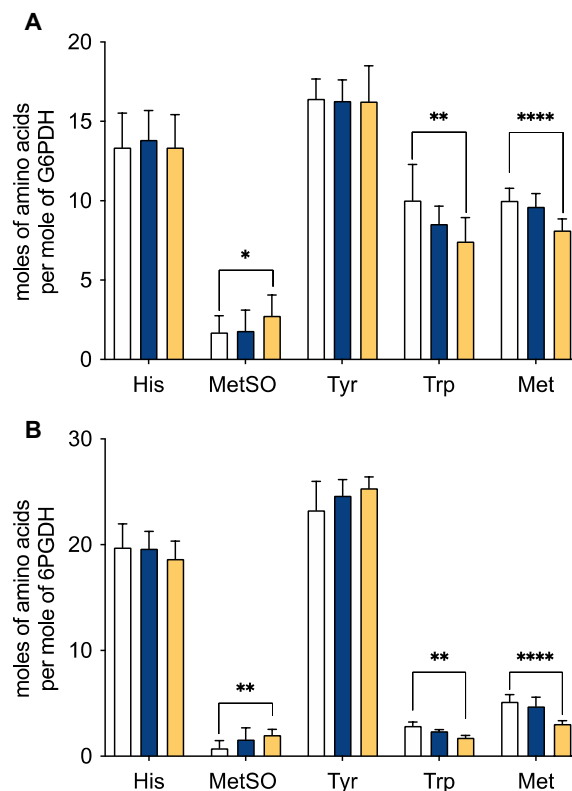 A
moles of amino acids
per mole of G6PDH
20
15
10
5
0
*
**
****
His MetSO Tyr Trp Met
B
moles of amino acids
per mole of 6PGDH
30
20
10
0
**
**
****
His MetSO Tyr Trp Met